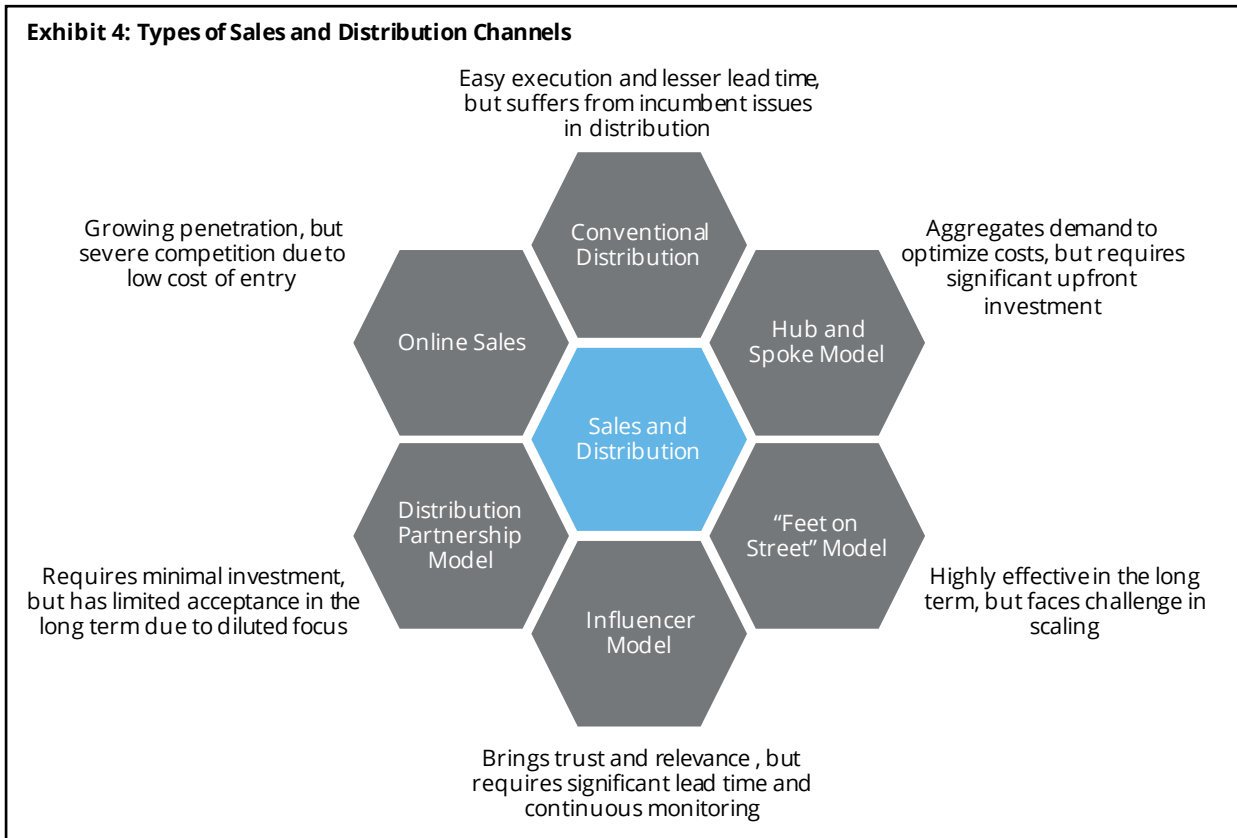 Exhibit 4: Types of Sales and Distribution Channels
Easy execution and lesser lead time,
but suffers from incumbent issues
in distribution
Conventional
Distribution
Aggregates demand to
optimize costs, but requires
significant upfront
investment
Hub and
Spoke Model
"Feet on
Street" Model
Highly effective in the long
term, but faces challenge in
scaling
Influencer
Model
Brings trust and relevance , but
requires significant lead time and
continuous monitoring
Distribution
Partnership
Model
Requires minimal investment,
but has limited acceptance in the
long term due to diluted focus
Online Sales
Growing penetration, but
severe competition due to
low cost of entry
Sales and
Distribution